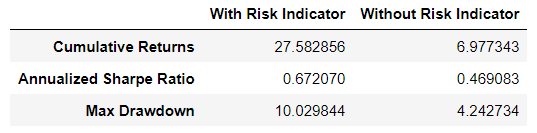 With Risk Indicator Without Risk Indicator
Cumulative Returns 27.582856 6.977343
Annualized Sharpe Ratio 0.672070 0.469083
Max Drawdown 10.029844 4.242734